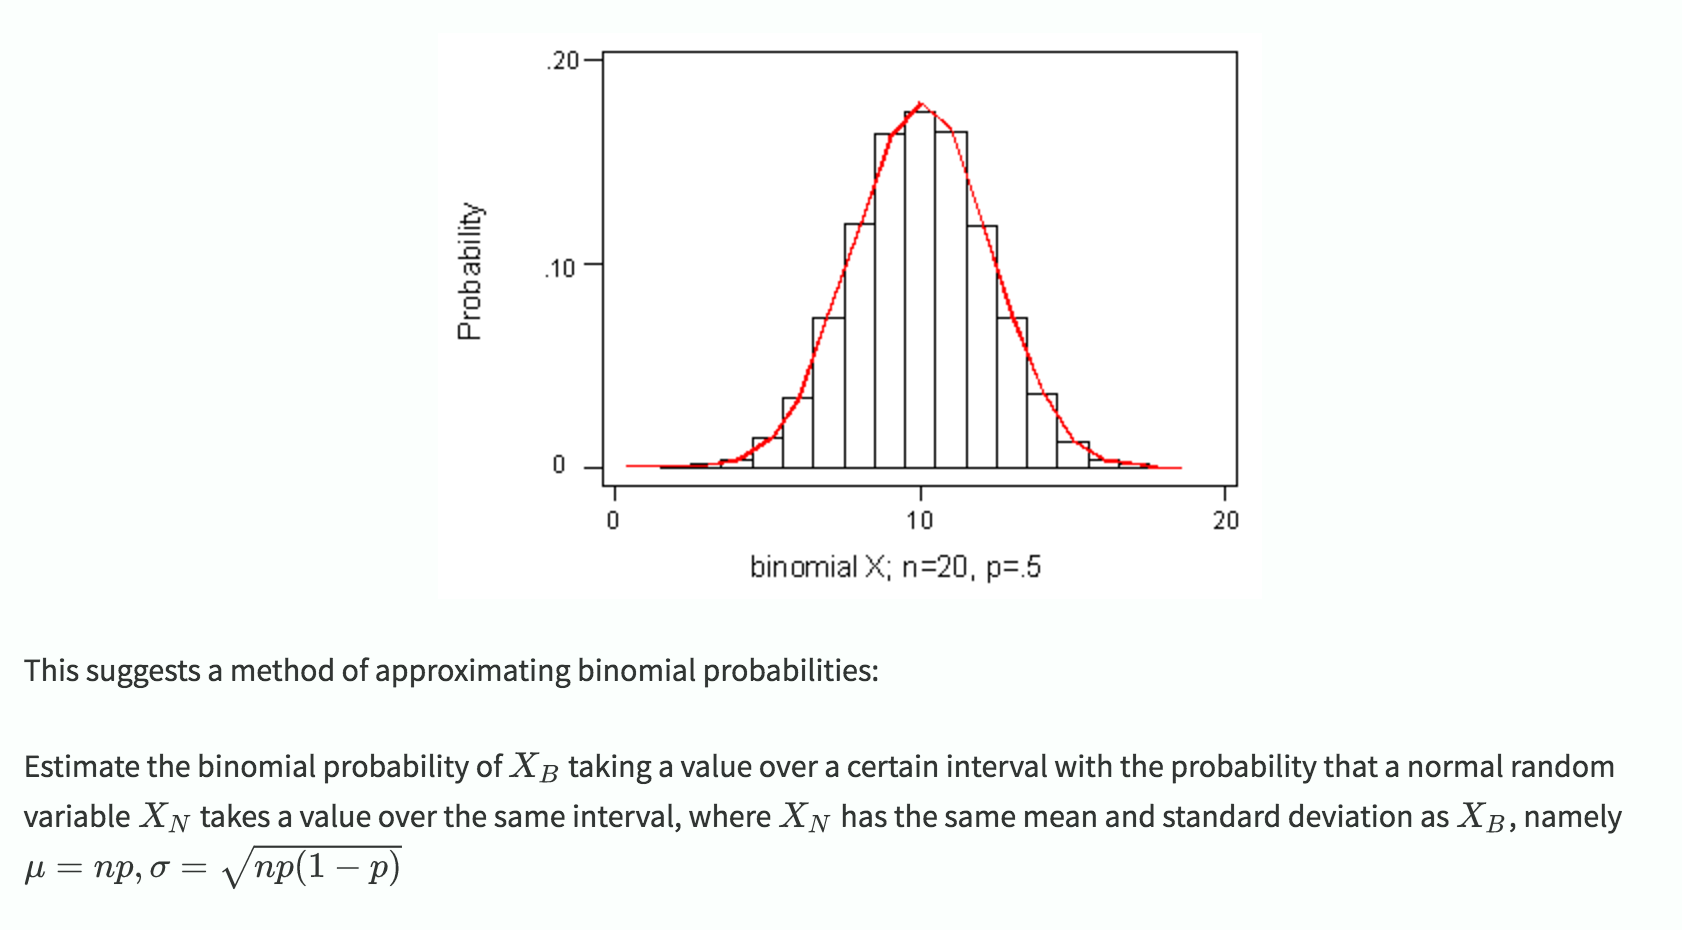 .20
.10
0
Probability
0 10 20
binomial X; n=20, p=.5
This suggests a method of approximating binomial probabilities:
Estimate the binomial probability of X_B taking a value over a certain interval with the probability that a normal random
variable X_N takes a value over the same interval, where X_N has the same mean and standard deviation as X_B, namely
μ = np, σ = √np(1 − p)